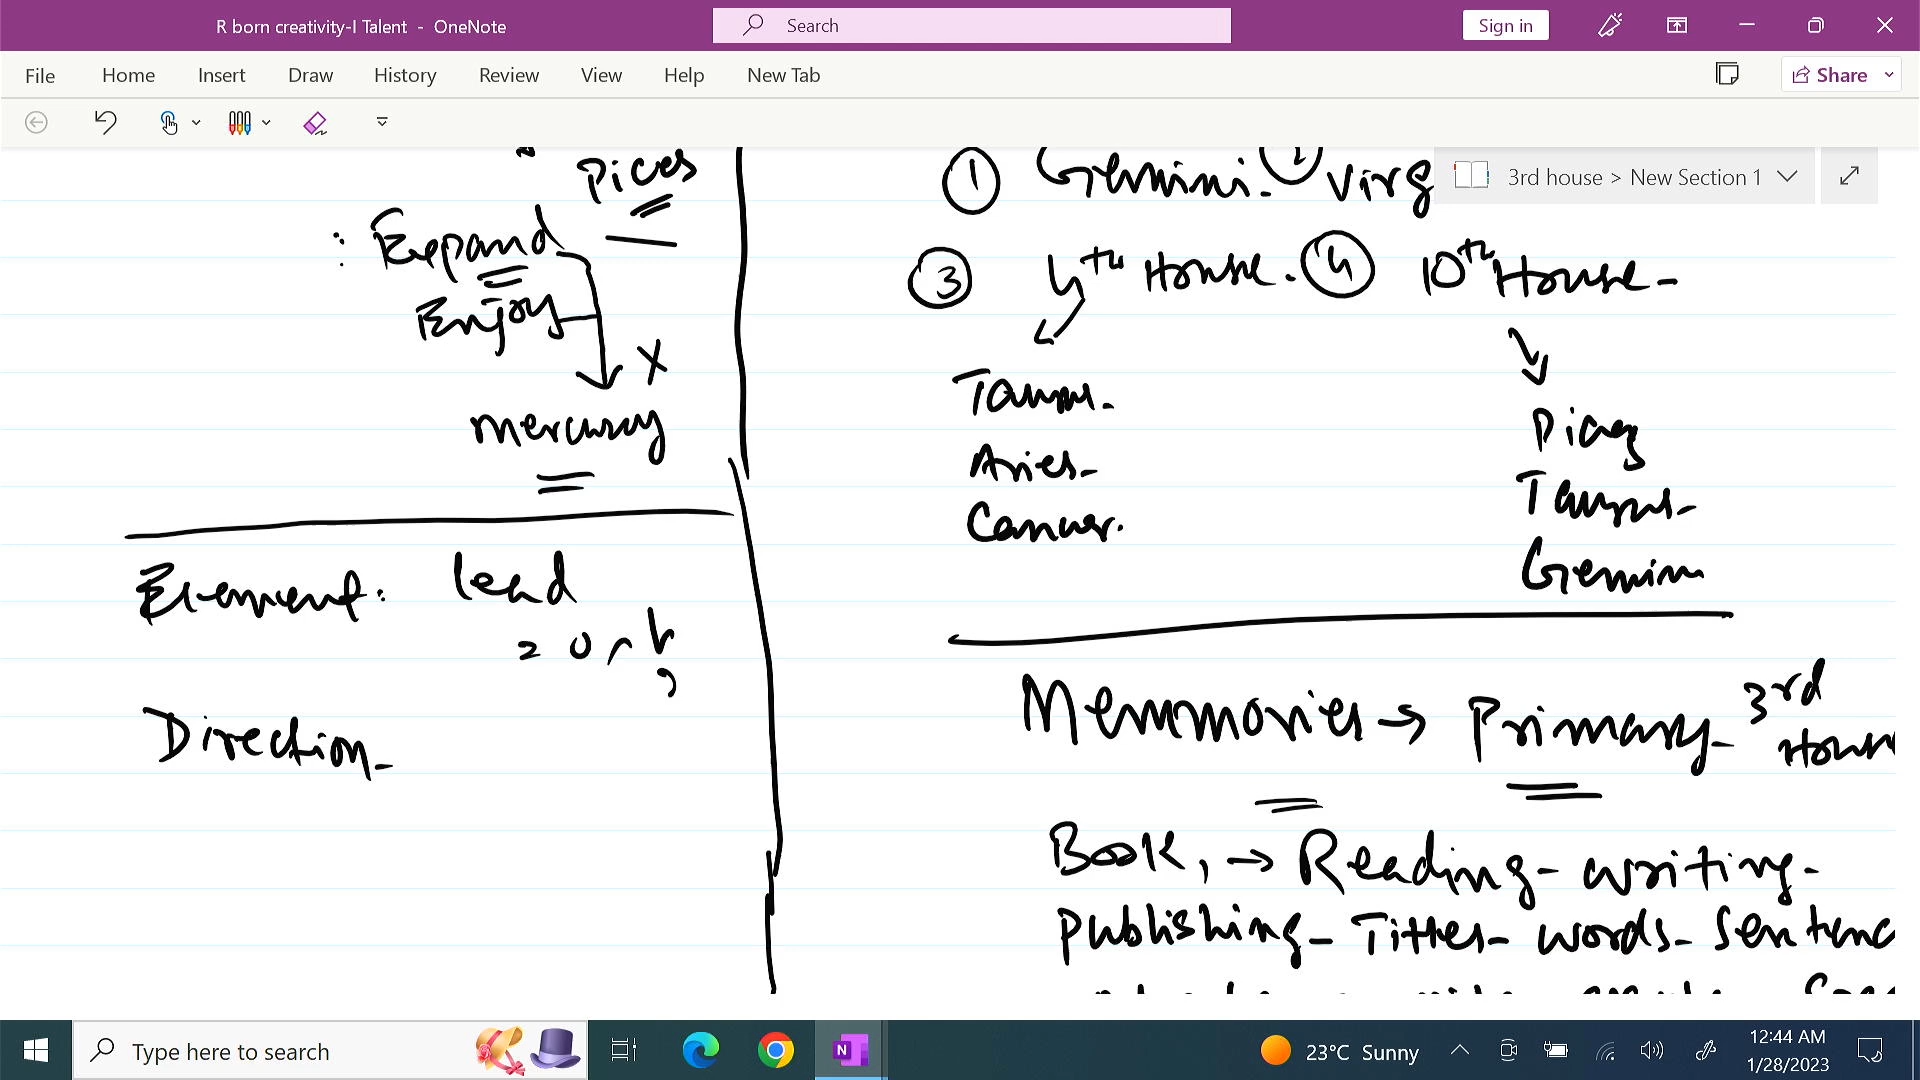 R born creativity-I Talent - OneNote
Search
Sign in
File Home Insert Draw History Review View Help New Tab
Share
3rd house > New Section 1
Pices
: Expand
Enjoy
X
mercury
Element: lead
Direction-
① Gemini- ② Virg
③ 4th House. ④ 10th House-
Taurus.
Aries-
Cancer.
Pices
Taurus-
Gemini
Memmories → Primary- 3rd House
Book, → Reading- writing-
publishing- Titles- words- Sentenc
Type here to search
23°C Sunny
12:44 AM
1/28/2023